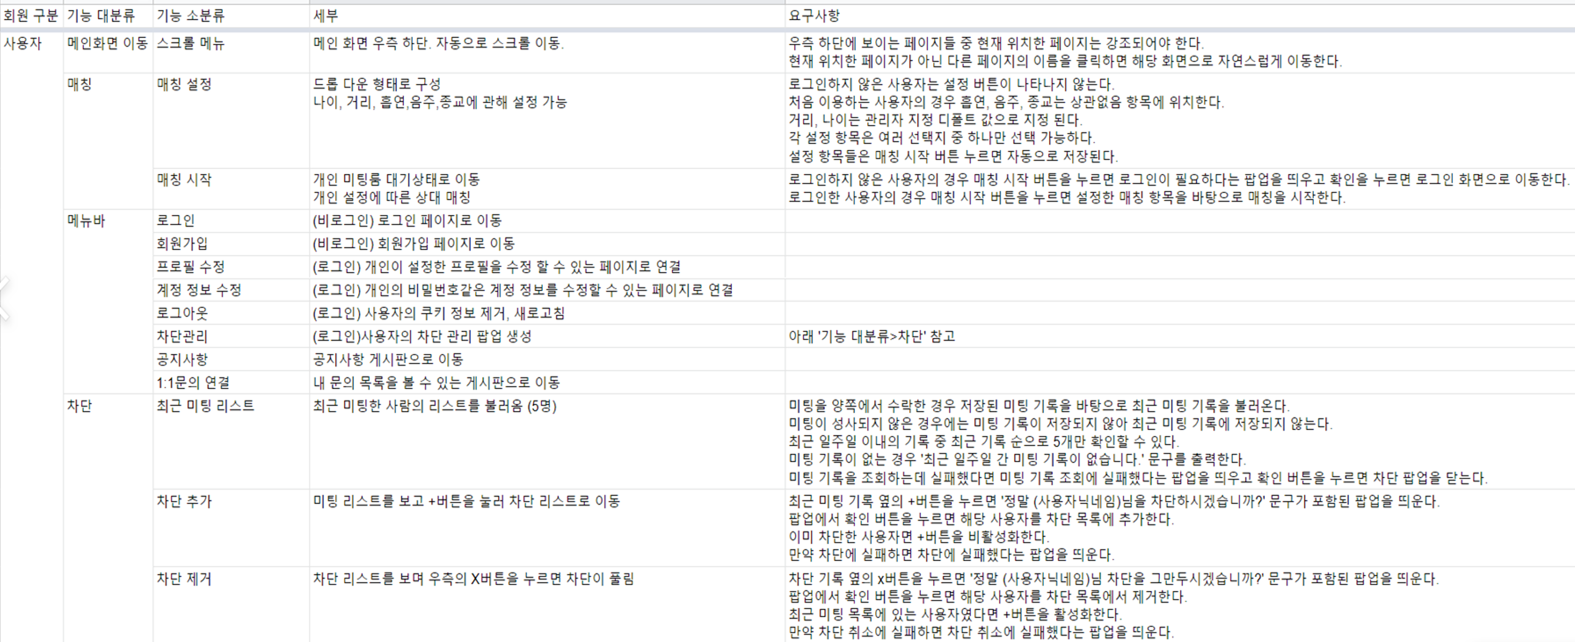 회원 구분 기능 대분류 기능 소분류 세부 요구사항
사용자 메인화면 이동 스크롤 메뉴 메인 화면 우측 하단. 자동으로 스크롤 이동. 우측 하단에 보이는 페이지들 중 현재 위치한 페이지는 강조되어야 한다.
현재 위치한 페이지가 아닌 다른 페이지의 이름을 클릭하면 해당 화면으로 자연스럽게 이동한다.
매칭 매칭 설정 드롭 다운 형태로 구성 로그인하지 않은 사용자는 설정 버튼이 나타나지 않는다.
나이, 거리, 흡연,음주,종교에 관해 설정 가능 처음 이용하는 사용자의 경우 흡연, 음주, 종교는 상관없음 항목에 위치한다.
거리, 나이는 관리자 지정 디폴트 값으로 지정 된다.
각 설정 항목은 여러 선택지 중 하나만 선택 가능하다.
설정 항목들은 매칭 시작 버튼 누르면 자동으로 저장된다.
매칭 시작 개인 미팅룸 대기상태로 이동 로그인하지 않은 사용자의 경우 매칭 시작 버튼을 누르면 로그인이 필요하다는 팝업을 띄우고 확인을 누르면 로그인 화면으로 이동한다.
개인 설정에 따른 상대 매칭 로그인한 사용자의 경우 매칭 시작 버튼을 누르면 설정한 매칭 항목을 바탕으로 매칭을 시작한다.
메뉴바 로그인 (비로그인) 로그인 페이지로 이동
회원가입 (비로그인) 회원가입 페이지로 이동
프로필 수정 (로그인) 개인이 설정한 프로필을 수정 할 수 있는 페이지로 연결
계정 정보 수정 (로그인) 개인의 비밀번호같은 계정 정보를 수정할 수 있는 페이지로 연결
로그아웃 (로그인) 사용자의 쿠키 정보 제거, 새로고침
차단관리 (로그인)사용자의 차단 관리 팝업 생성 아래 '기능 대분류>차단' 참고
공지사항 공지사항 게시판으로 이동
1:1문의 연결 내 문의 목록을 볼 수 있는 게시판으로 이동
차단 최근 미팅 리스트 최근 미팅한 사람의 리스트를 불러옴 (5명) 미팅을 양쪽에서 수락한 경우 저장된 미팅 기록을 바탕으로 최근 미팅 기록을 불러온다.
미팅이 성사되지 않은 경우에는 미팅 기록이 저장되지 않아 최근 미팅 기록에 저장되지 않는다.
최근 일주일 이내의 기록 중 최근 기록 순으로 5개만 확인할 수 있다.
미팅 기록이 없는 경우 '최근 일주일 간 미팅 기록이 없습니다.' 문구를 출력한다.
미팅 기록을 조회하는데 실패했다면 미팅 기록 조회에 실패했다는 팝업을 띄우고 확인 버튼을 누르면 차단 팝업을 닫는다.
차단 추가 미팅 리스트를 보고 +버튼을 눌러 차단 리스트로 이동 최근 미팅 기록 옆의 +버튼을 누르면 '정말 (사용자닉네임)님을 차단하시겠습니까?' 문구가 포함된 팝업을 띄운다.
팝업에서 확인 버튼을 누르면 해당 사용자를 차단 목록에 추가한다.
이미 차단한 사용자면 +버튼을 비활성화한다.
만약 차단에 실패하면 차단에 실패했다는 팝업을 띄운다.
차단 제거 차단 리스트를 보며 우측의 X버튼을 누르면 차단이 풀림 차단 기록 옆의 x버튼을 누르면 '정말 (사용자닉네임)님 차단을 그만두시겠습니까?' 문구가 포함된 팝업을 띄운다.
팝업에서 확인 버튼을 누르면 해당 사용자를 차단 목록에서 제거한다.
최근 미팅 목록에 있는 사용자였다면 +버튼을 활성화한다.
만약 차단 취소에 실패하면 차단 취소에 실패했다는 팝업을 띄운다.